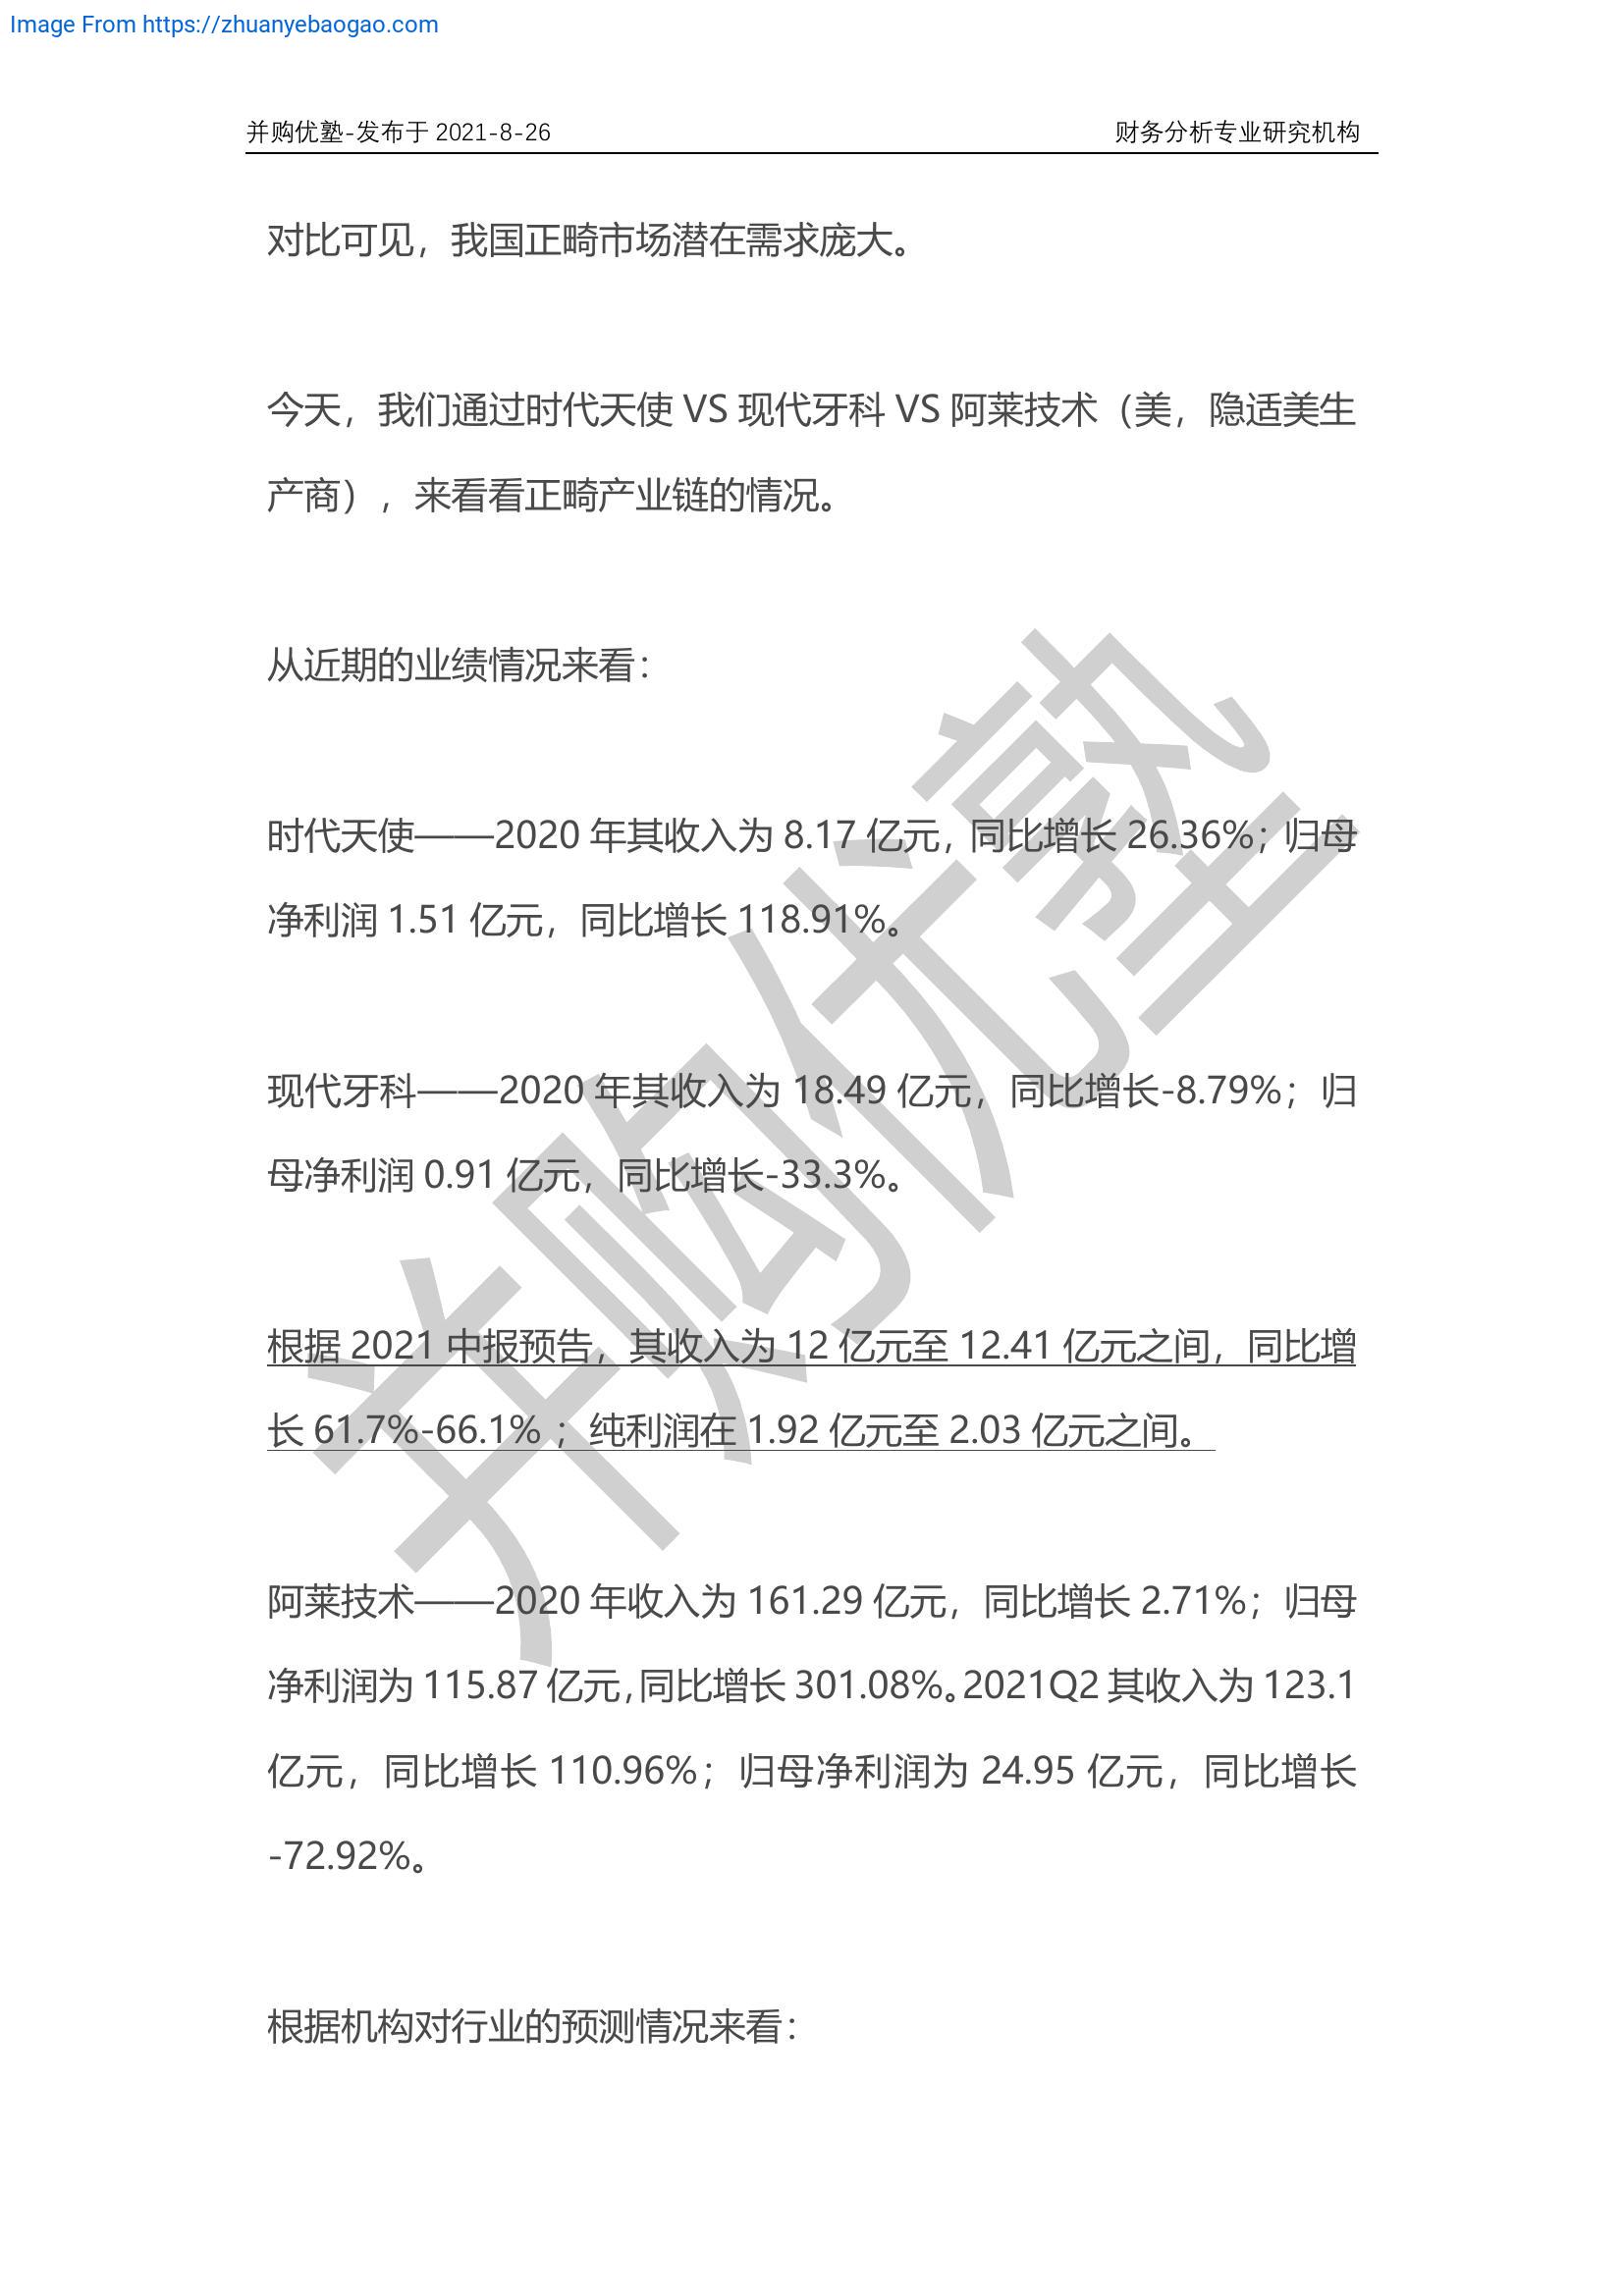 Image From https://zhuanyebaogao.com
并购优塾-发布于 2021-8-26 财务分析专业研究机构
对比可见，我国正畸市场潜在需求庞大。
今天，我们通过时代天使 VS 现代牙科 VS 阿莱技术（美，隐适美生
产商），来看看正畸产业链的情况。
从近期的业绩情况来看：
时代天使——2020 年其收入为 8.17 亿元，同比增长 26.36%；归母
净利润 1.51 亿元，同比增长 118.91%。
现代牙科——2020 年其收入为 18.49 亿元，同比增长-8.79%；归
母净利润 0.91 亿元，同比增长-33.3%。
根据 2021 中报预告，其收入为 12 亿元至 12.41 亿元之间，同比增
长 61.7%-66.1% ；纯利润在 1.92 亿元至 2.03 亿元之间。
阿莱技术——2020 年收入为 161.29 亿元，同比增长 2.71%；归母
净利润为 115.87 亿元，同比增长 301.08%。2021Q2 其收入为 123.1
亿元，同比增长 110.96%；归母净利润为 24.95 亿元，同比增长
-72.92%。
根据机构对行业的预测情况来看：
并购优塾